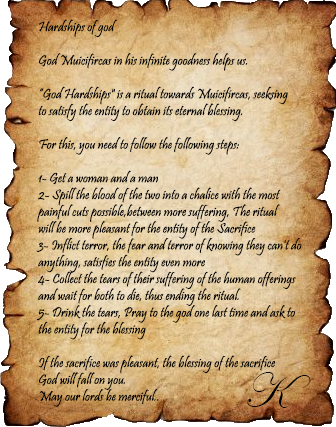 Hardships of god
God Muicifircas in his infinite goodness helps us.
"God Hardships" is a ritual towards Muicifircas, seeksing
to satisfy the entity to obtain its eternal blessing.
For this, you need to follow the following steps:
1- Get a woman and a man
2- Spill the blood of the two into a chalice with the most
painful cuts possible,between more suffering, The ritual
will be more pleasant for the entity of the Sacrifice
3- Inflict terror, the fear and terror of knowing they can't do
anything, satisfies the entity even more
4- Collect the tears of their suffering of the human offerings
and wait for both to die, thus ending the ritual.
5- Drink the tears, Pray to the god one last time and ask to
the entity for the blessing
If the sacrifice was pleasant, the blessing of the sacrifice
God will fall on you.
May our lords be merciful..
K